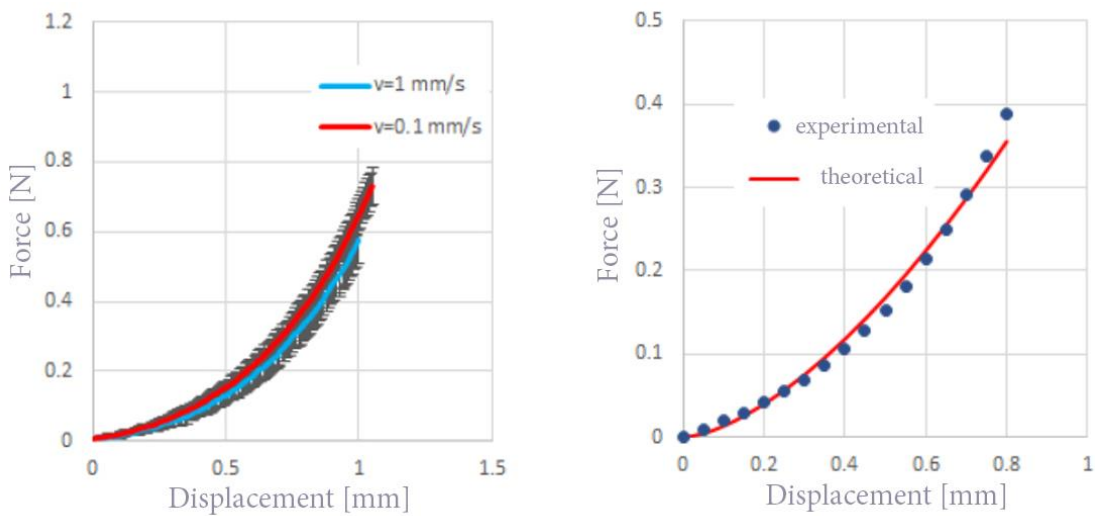 1.2
1
0.8
0.6
0.4
0.2
0
Force [N]
v=1 mm/s
v=0.1 mm/s
0 0.5 1 1.5
Displacement [mm]
0.5
0.4
0.3
0.2
0.1
0
Force [N]
experimental
theoretical
0 0.2 0.4 0.6 0.8 1
Displacement [mm]